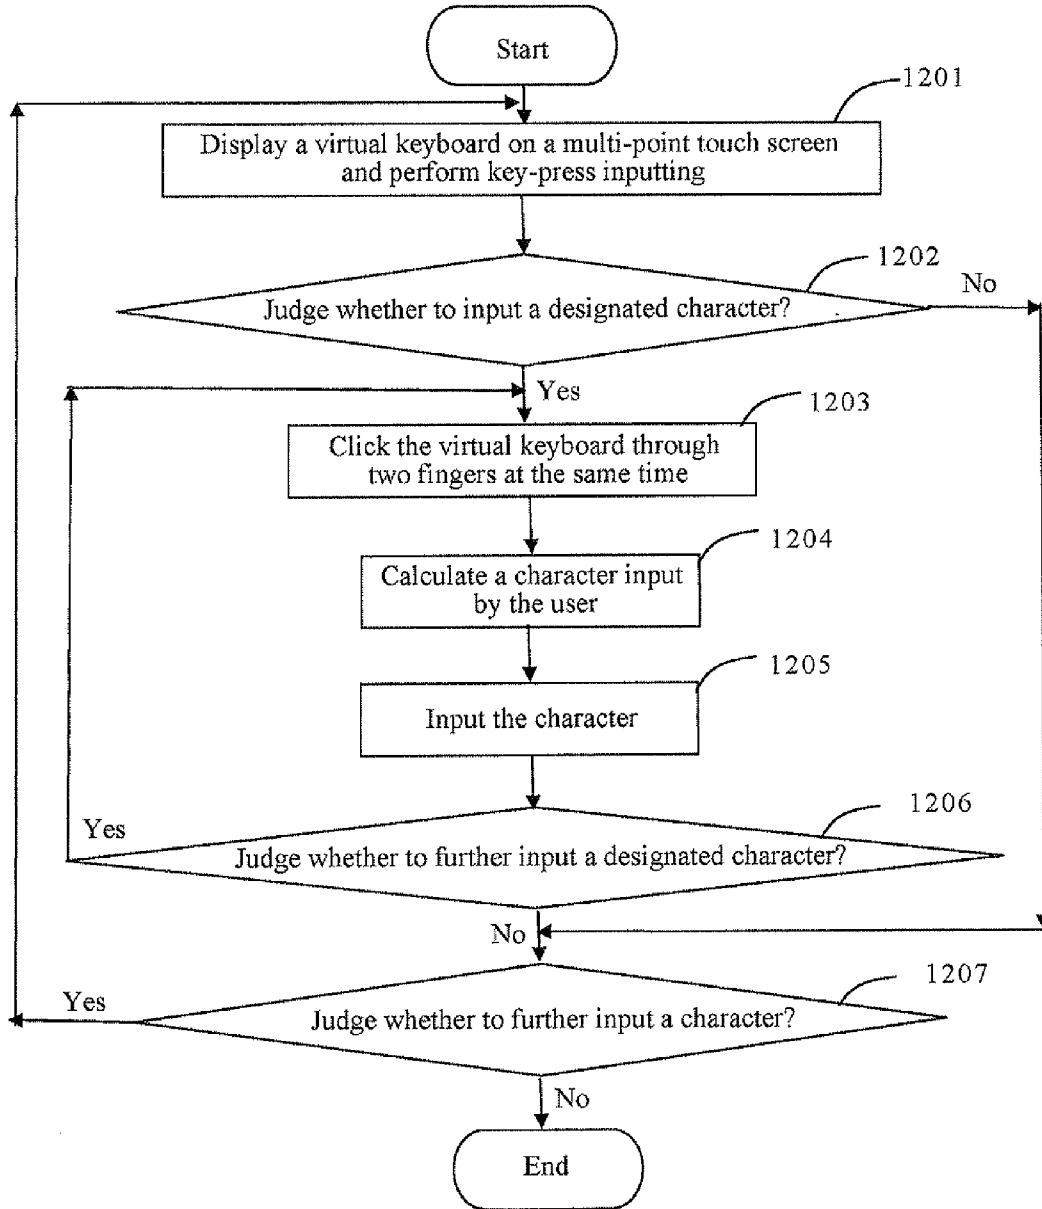 Start
1201
Display a virtual keyboard on a multi-point touch screen
and perform key-press inputting
1202
No
Judge whether to input a designated character?
Yes
1203
Click the virtual keyboard through
two fingers at the same time
1204
Calculate a character input
by the user
1205
Input the character
1206
Yes
Judge whether to further input a designated character?
No
1207
Yes
Judge whether to further input a character?
No
End